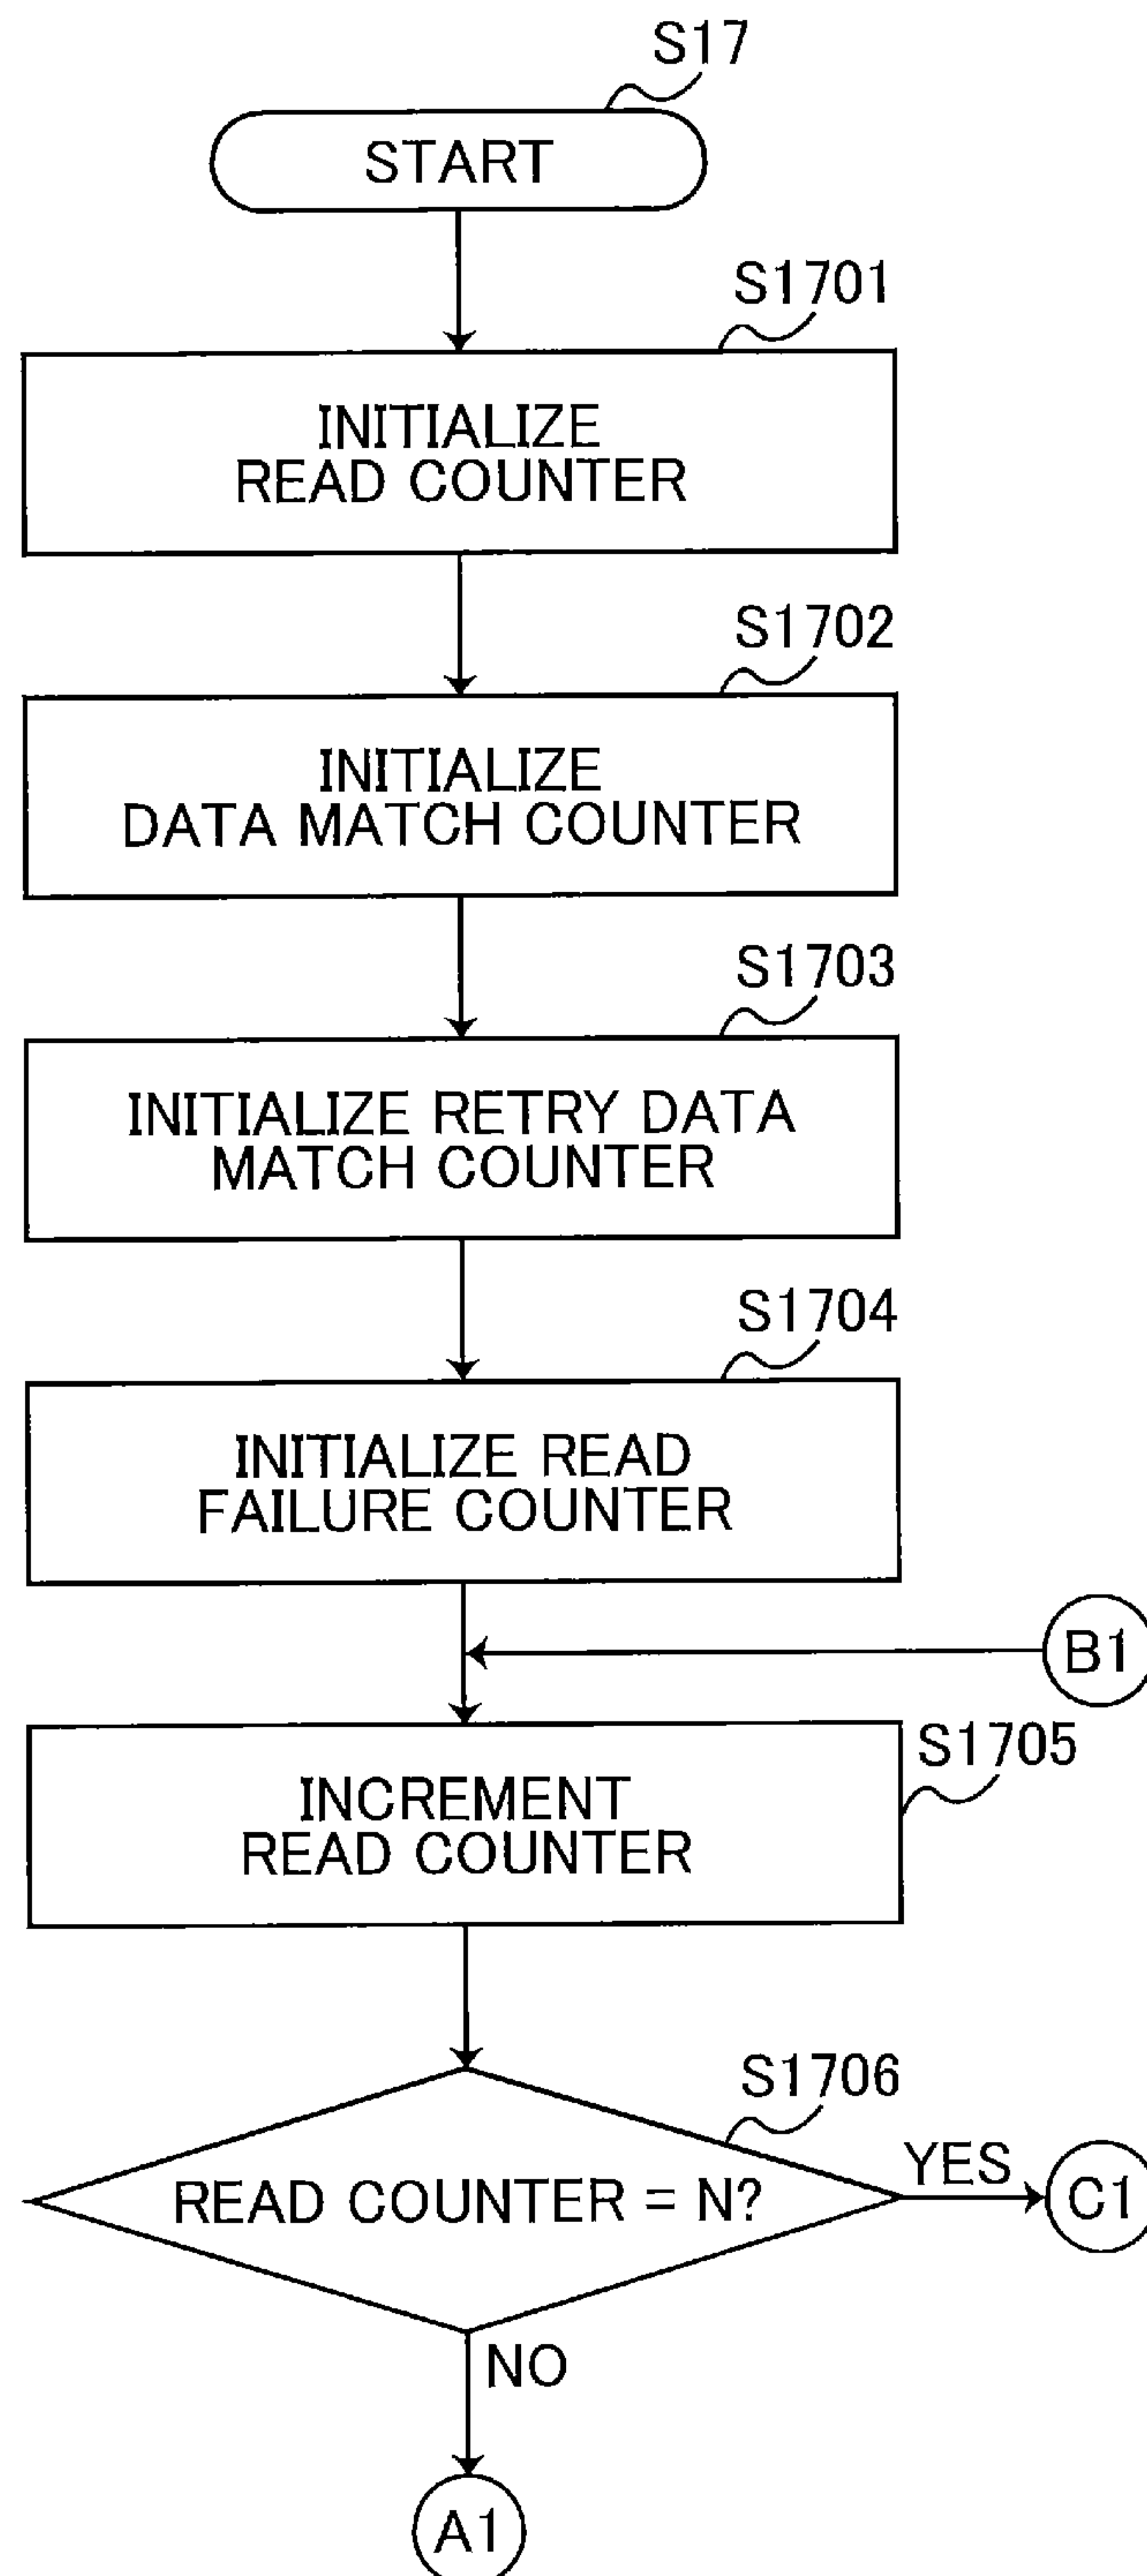 S17
START
S1701
INITIALIZE
READ COUNTER
S1702
INITIALIZE
DATA MATCH COUNTER
S1703
INITIALIZE RETRY DATA
MATCH COUNTER
S1704
INITIALIZE READ
FAILURE COUNTER
B1
S1705
INCREMENT
READ COUNTER
S1706
READ COUNTER = N?
YES
C1
NO
A1